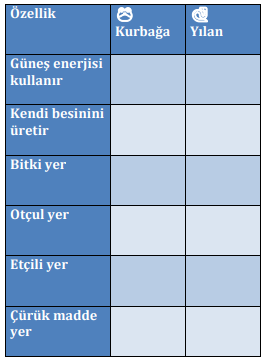 Özellik
Kurbağa
Yılan
Güneş enerjisi
kullanır
Kendi besinini
üretir
Bitki yer
Otçul yer
Etçili yer
Çürük madde
yer